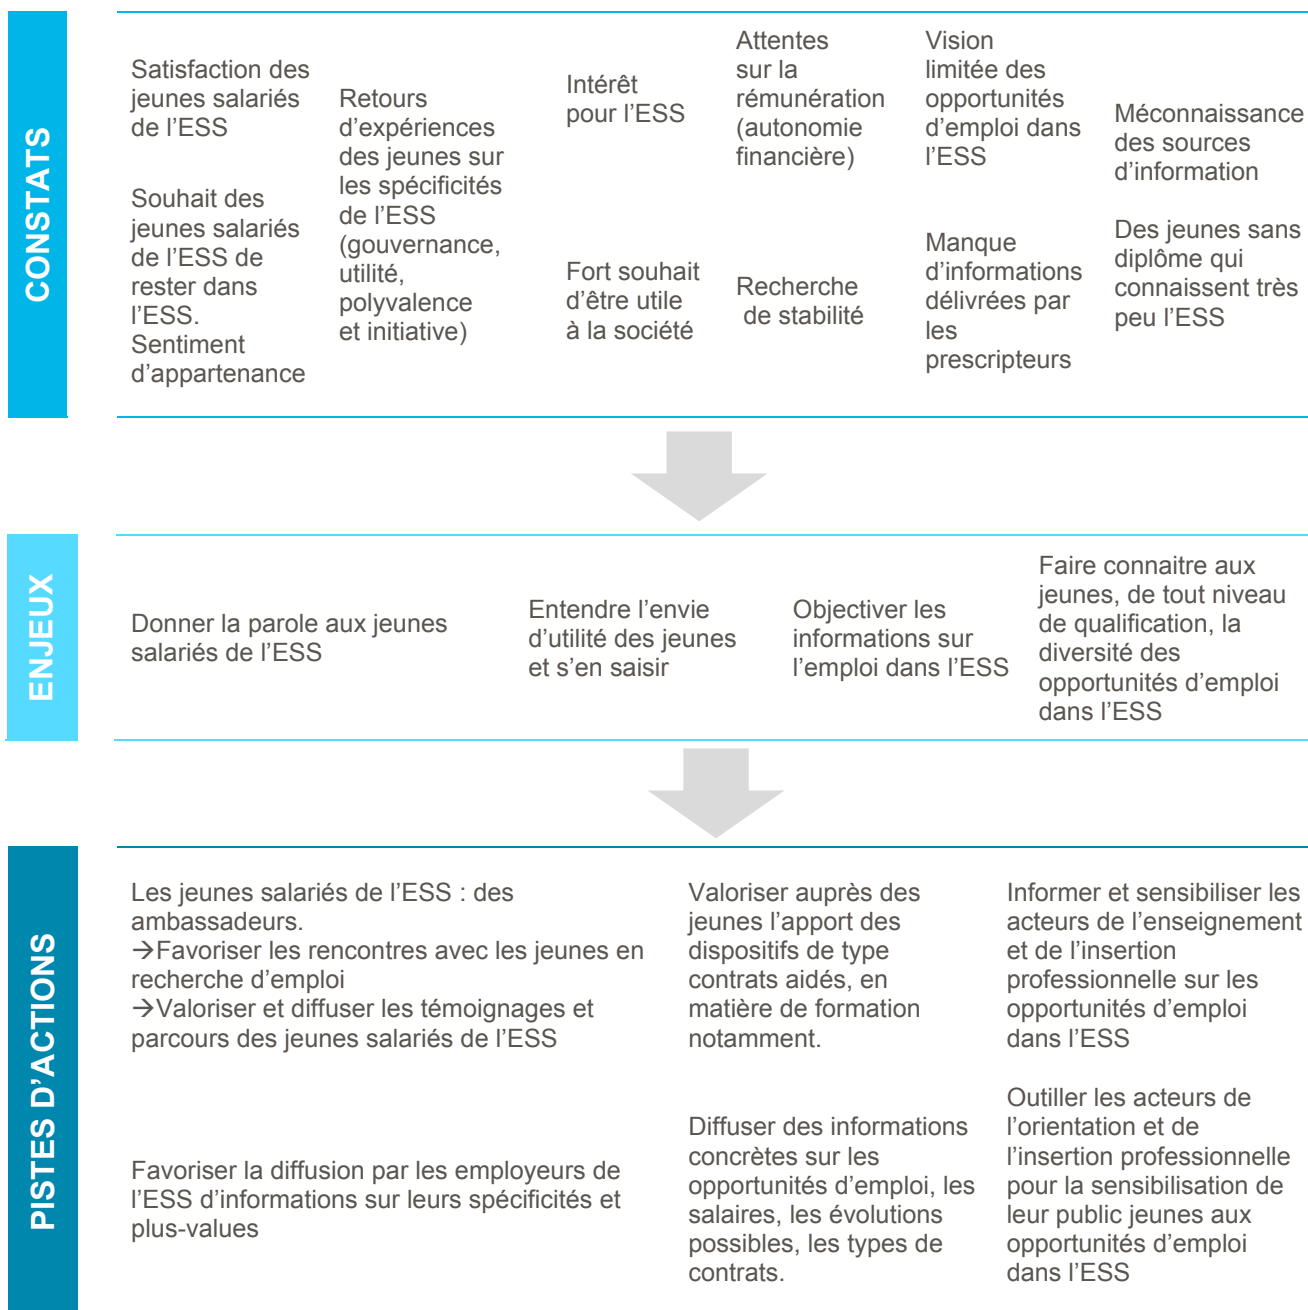 CONSTATS
Satisfaction des
jeunes salariés
de l’ESS
Souhait des
jeunes salariés
de l’ESS de
rester dans
l’ESS.
Sentiment
d’appartenance
Retours
d’expériences
des jeunes sur
les spécificités
de l’ESS
(gouvernance,
utilité,
polyvalence
et initiative)
Intérêt
pour l’ESS
Fort souhait
d’être utile
à la société
Attentes
sur la
rémunération
(autonomie
financière)
Recherche
de stabilité
Vision
limitée des
opportunités
d’emploi dans
l’ESS
Manque
d’informations
délivrées par
les
prescripteurs
Méconnaissance
des sources
d’information
Des jeunes sans
diplôme qui
connaissent très
peu l’ESS
ENJEUX
Donner la parole aux jeunes
salariés de l’ESS
Entendre l’envie
d’utilité des jeunes
et s’en saisir
Objectiver les
informations sur
l’emploi dans l’ESS
Faire connaitre aux
jeunes, de tout niveau
de qualification, la
diversité des
opportunités d’emploi
dans l’ESS
PISTES D’ACTIONS
Les jeunes salariés de l’ESS : des
ambassadeurs.
→Favoriser les rencontres avec les jeunes en
recherche d’emploi
→Valoriser et diffuser les témoignages et
parcours des jeunes salariés de l’ESS
Favoriser la diffusion par les employeurs de
l’ESS d’informations sur leurs spécificités et
plus-values
Valoriser auprès des
jeunes l’apport des
dispositifs de type
contrats aidés, en
matière de formation
notamment.
Diffuser des informations
concrètes sur les
opportunités d’emploi, les
salaires, les évolutions
possibles, les types de
contrats.
Informer et sensibiliser les
acteurs de l’enseignement
et de l’insertion
professionnelle sur les
opportunités d’emploi
dans l’ESS
Outiller les acteurs de
l’orientation et de
l’insertion professionnelle
pour la sensibilisation de
leur public jeunes aux
opportunités d’emploi
dans l’ESS